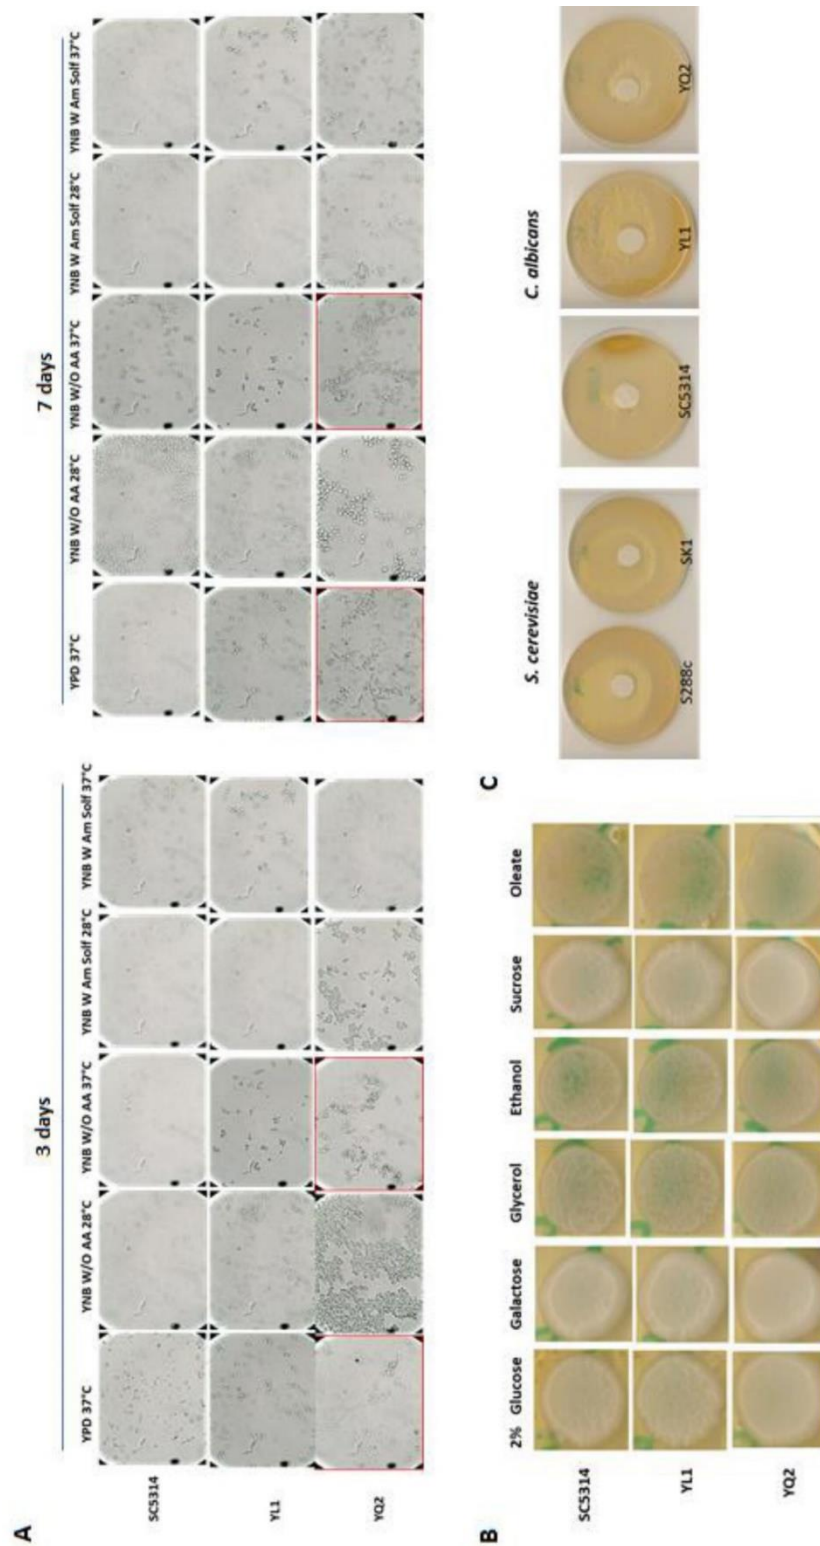 A
3 days
7 days
YPD 37°C
YNB W/O AA 28°C
YNB W/O AA 37°C
YNB W Am Solf 28°C
YNB W Am Solf 37°C
YPD 37°C
YNB W/O AA 28°C
YNB W/O AA 37°C
YNB W Am Solf 28°C
YNB W Am Solf 37°C
SC5314
YL1
YQ2
B
2% Glucose
Galactose
Glycerol
Ethanol
Sucrose
Oleate
SC5314
YL1
YQ2
C
S. cerevisiae
C. albicans
S288c
SK1
SC5314
YL1
YQ2